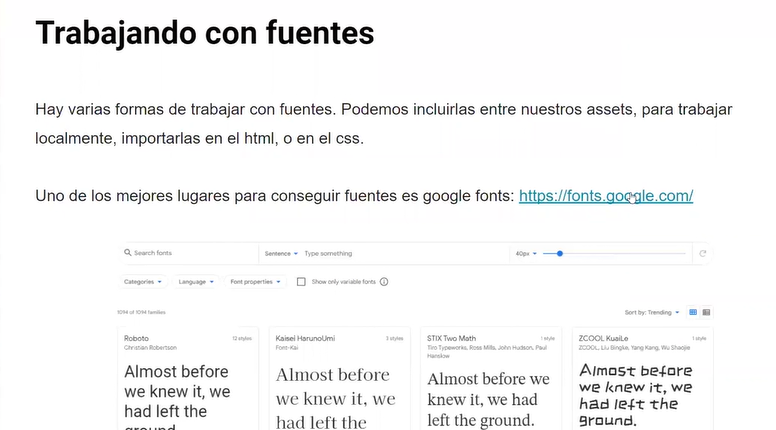 Trabajando con fuentes
Hay varias formas de trabajar con fuentes. Podemos incluirlas entre nuestros assets, para trabajar
localmente, importarlas en el html, o en el css.
Uno de los mejores lugares para conseguir fuentes es google fonts: https://fonts.google.com/
Search fonts Sentence Type something 40px
Categories Language Font properties Show only variable fonts
1094 of 1094 families Sort by: Trending
Roboto 12 styles
Christian Robertson
Almost before
we knew it, we
had left the
ground.
Kaisei HarunoUmi 3 styles
Font-Kai
Almost before
we knew it, we
had left the
STIX Two Math 1 style
Tiro Typeworks, Ross Mills, John Hudson, Paul
Hanslow
Almost before we
knew it, we had
left the ground.
ZCOOL KuaiLe 1 style
ZCOOL, Liu Bingke, Yang Kang, Wu Shaojie
Almost before
we knew it, we
had left the
ground.